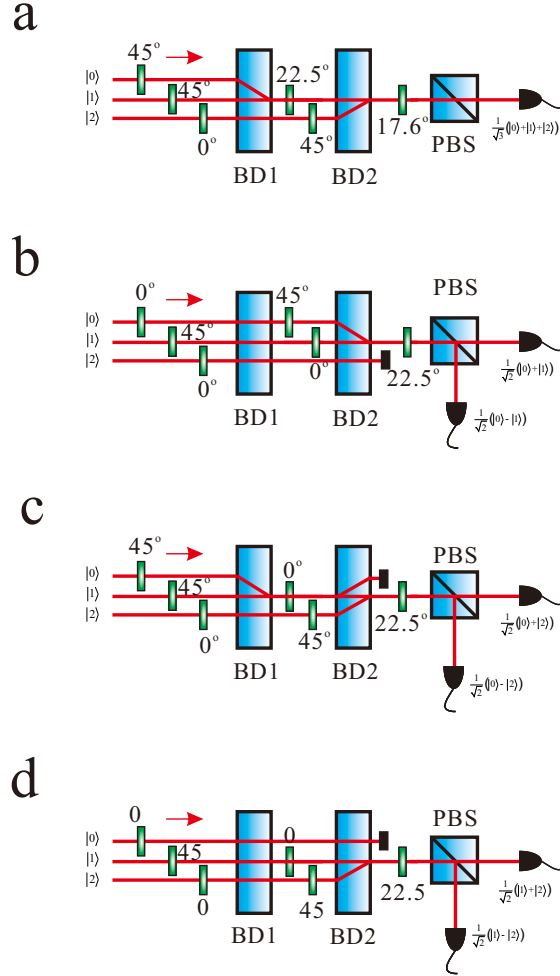 a
45° 45° 0° 22.5° 45° 17.6°
|0⟩
|1⟩
|2⟩
BD1 BD2 PBS
1/√3(|0⟩+|1⟩+|2⟩)
b
0° 45° 0° 45° 0° 22.5°
|0⟩
|1⟩
|2⟩
BD1 BD2 PBS
1/√2(|0⟩+|1⟩)
1/√2(|0⟩-|1⟩)
c
45° 45° 0° 0° 45° 22.5°
|0⟩
|1⟩
|2⟩
BD1 BD2 PBS
1/√2(|0⟩+|2⟩)
1/√2(|0⟩-|2⟩)
d
0 45 0 0 45 22.5
|0⟩
|1⟩
|2⟩
BD1 BD2 PBS
1/√2(|1⟩+|2⟩)
1/√2(|1⟩-|2⟩)